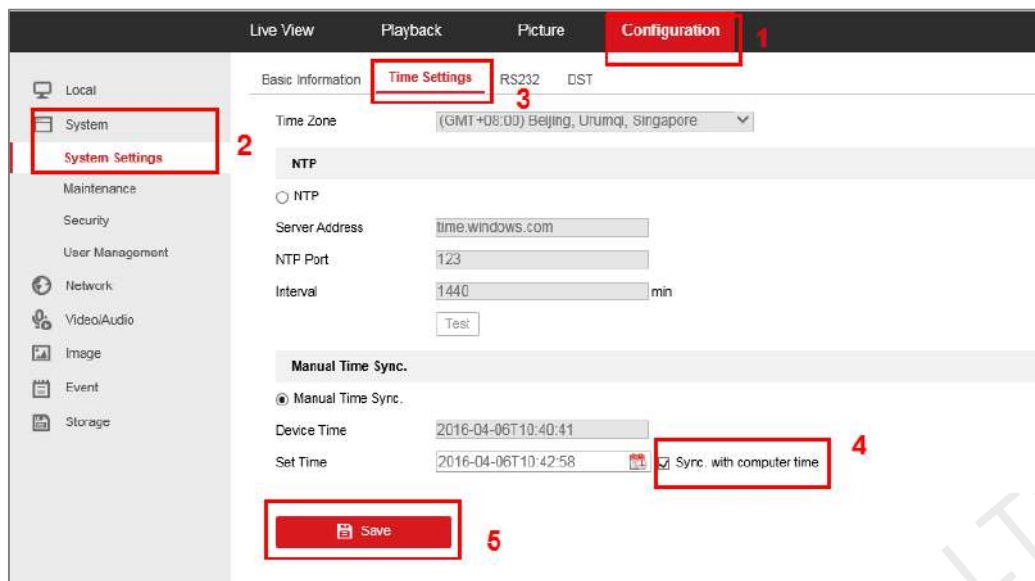 Live View Playback Picture Configuration 1
Basic Information Time Settings RS232 DST
3
Local
System
System Settings
2
Maintenance
Security
User Management
Network
Video/Audio
Image
Event
Storage
Time Zone (GMT+08:00) Beijing, Urumqi, Singapore
NTP
NTP
Server Address time.windows.com
NTP Port 123
Interval 1440 min
Test
Manual Time Sync.
Manual Time Sync.
Device Time 2016-04-06T10:40:41
Set Time 2016-04-06T10:42:58 Sync. with computer time
4
Save 5